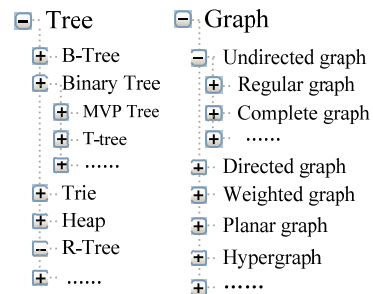 Tree
B-Tree
Binary Tree
MVP Tree
T-tree
......
Trie
Heap
R-Tree
......
Graph
Undirected graph
Regular graph
Complete graph
......
Directed graph
Weighted graph
Planar graph
Hypergraph
......